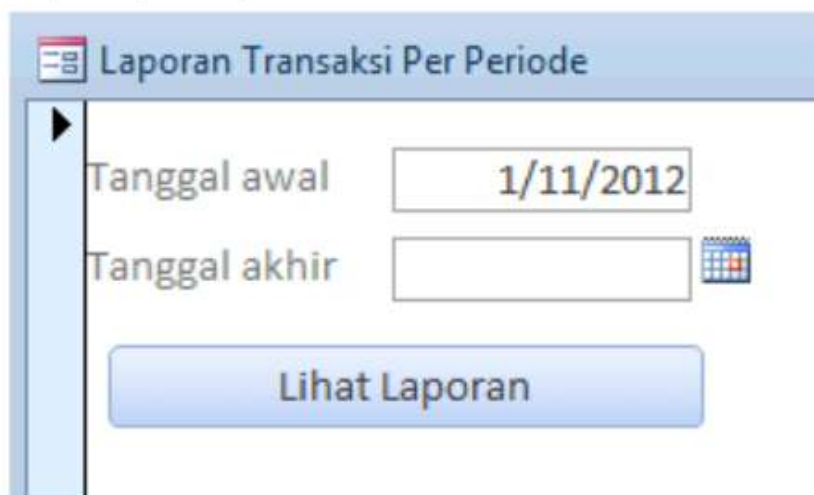 Laporan Transaksi Per Periode
Tanggal awal 1/11/2012
Tanggal akhir
Lihat Laporan